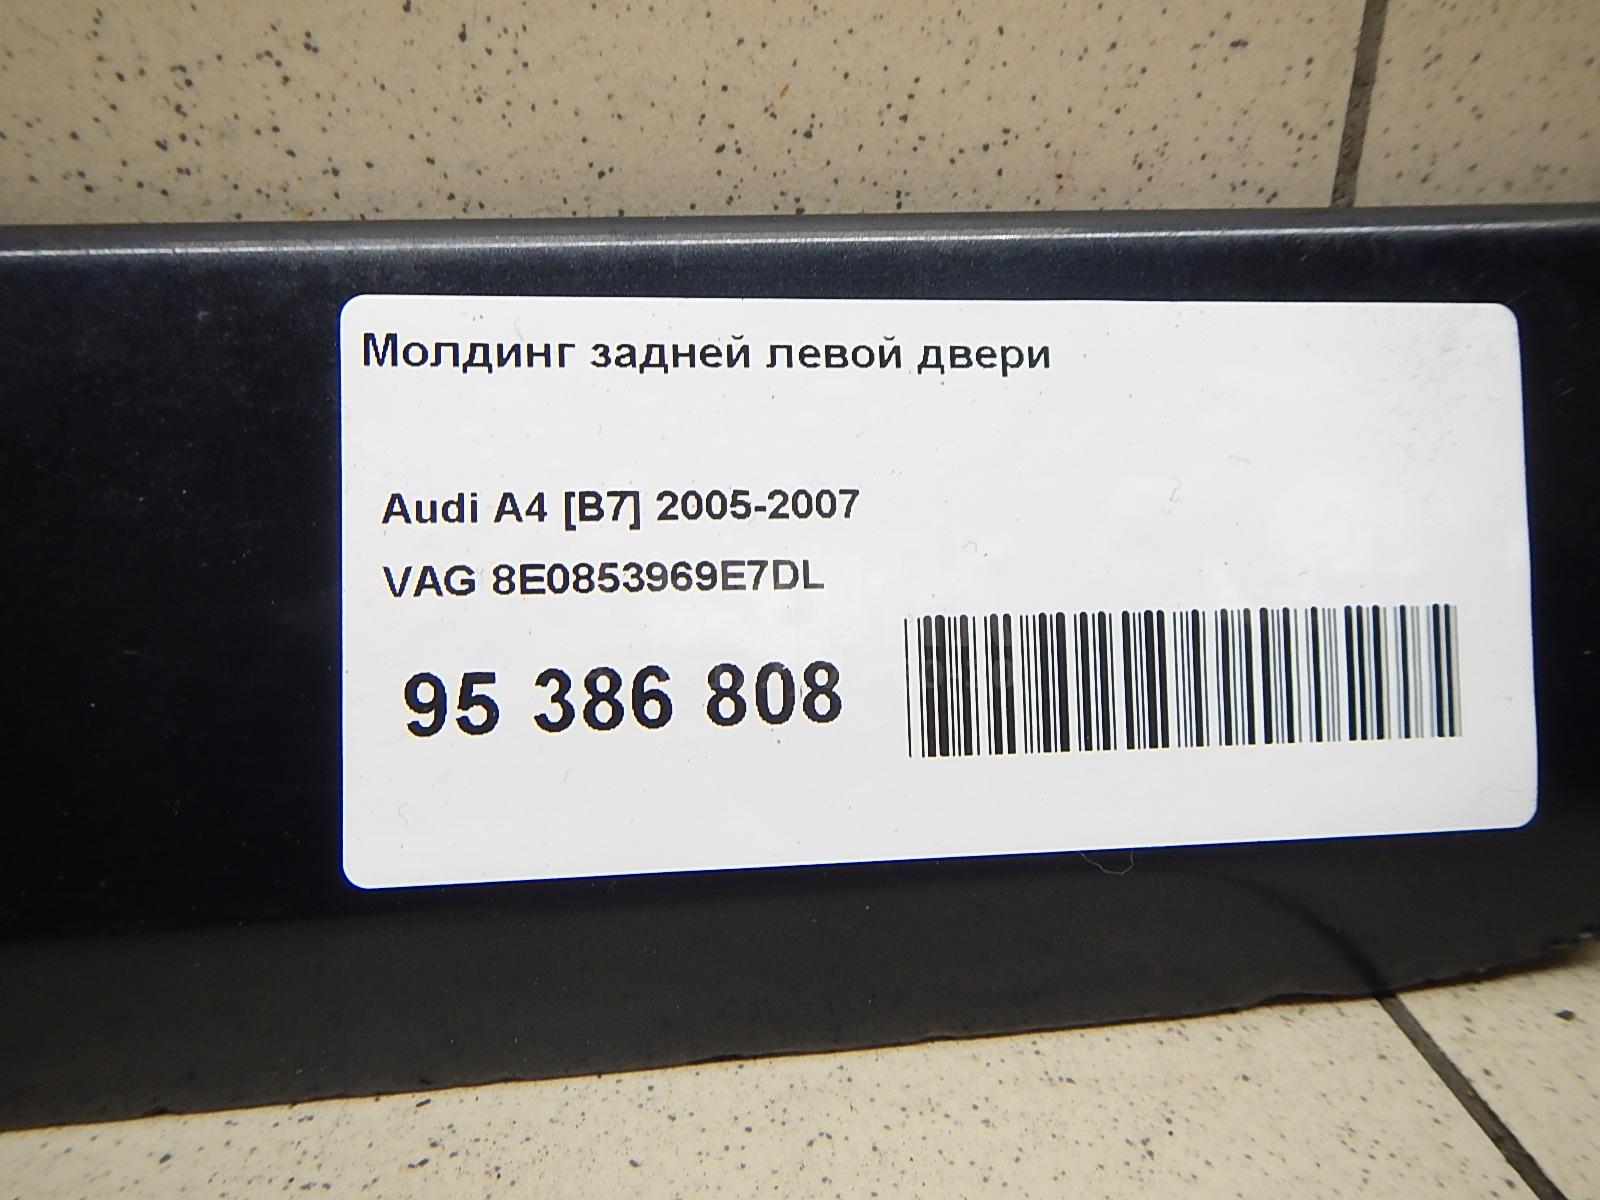 Молдинг задней левой двери
Audi A4 [B7] 2005-2007
VAG 8E0853969E7DL
95 386 808